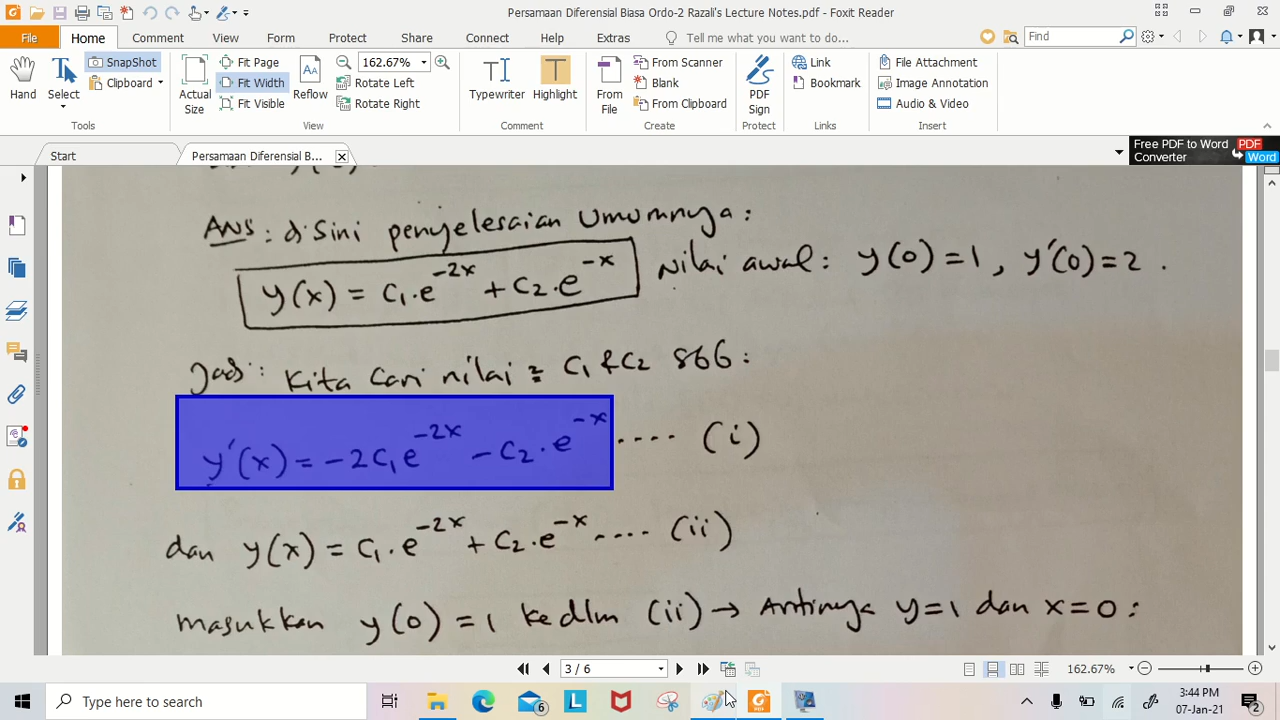 Persamaan Diferensial Biasa Ordo-2 Razali's Lecture Notes.pdf - Foxit Reader
File Home Comment View Form Protect Share Connect Help Extras Tell me what you want to do... Find
Hand
Select
SnapShot
Clipboard
Tools
Actual Size
Fit Page
Fit Width
Fit Visible
Reflow
162.67%
Rotate Left
Rotate Right
View
Typewriter
Highlight
Comment
From File
From Scanner
Blank
From Clipboard
Create
PDF Sign
Protect
Link
Bookmark
Links
File Attachment
Image Annotation
Audio & Video
Insert
Start
Persamaan Diferensial B...
Free PDF to Word Converter
PDF Word
ANS : disini penyelesaian Umumnya :
y(x) = C₁.e^-2x + C₂.e^-x nilai awal : y(0) = 1 , y'(0) = 2 .
Jadi : Kita Cari nilai² C₁ & C₂ sbb :
y'(x) = -2C₁e^-2x - C₂.e^-x .... (i)
dan y(x) = C₁.e^-2x + C₂.e^-x .... (ii)
masukkan y(0) = 1 kedlm (ii) → Artinya y=1 dan x=0 :
3 / 6
162.67%
Type here to search
6
3:44 PM
07-Jan-21
2